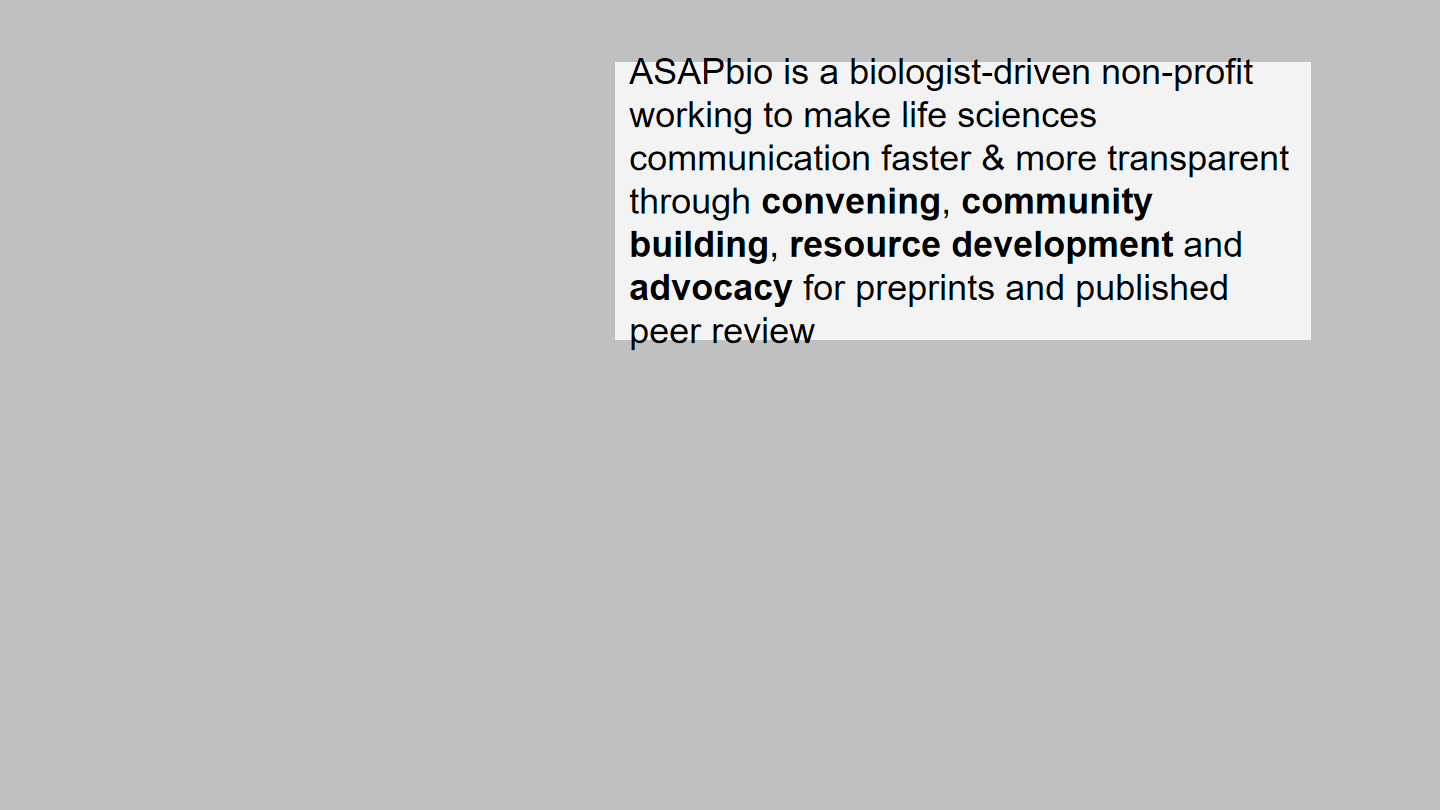 ASAPbio is a biologist-driven non-profit
working to make life sciences
communication faster & more transparent
through convening, community
building, resource development and
advocacy for preprints and published
peer review